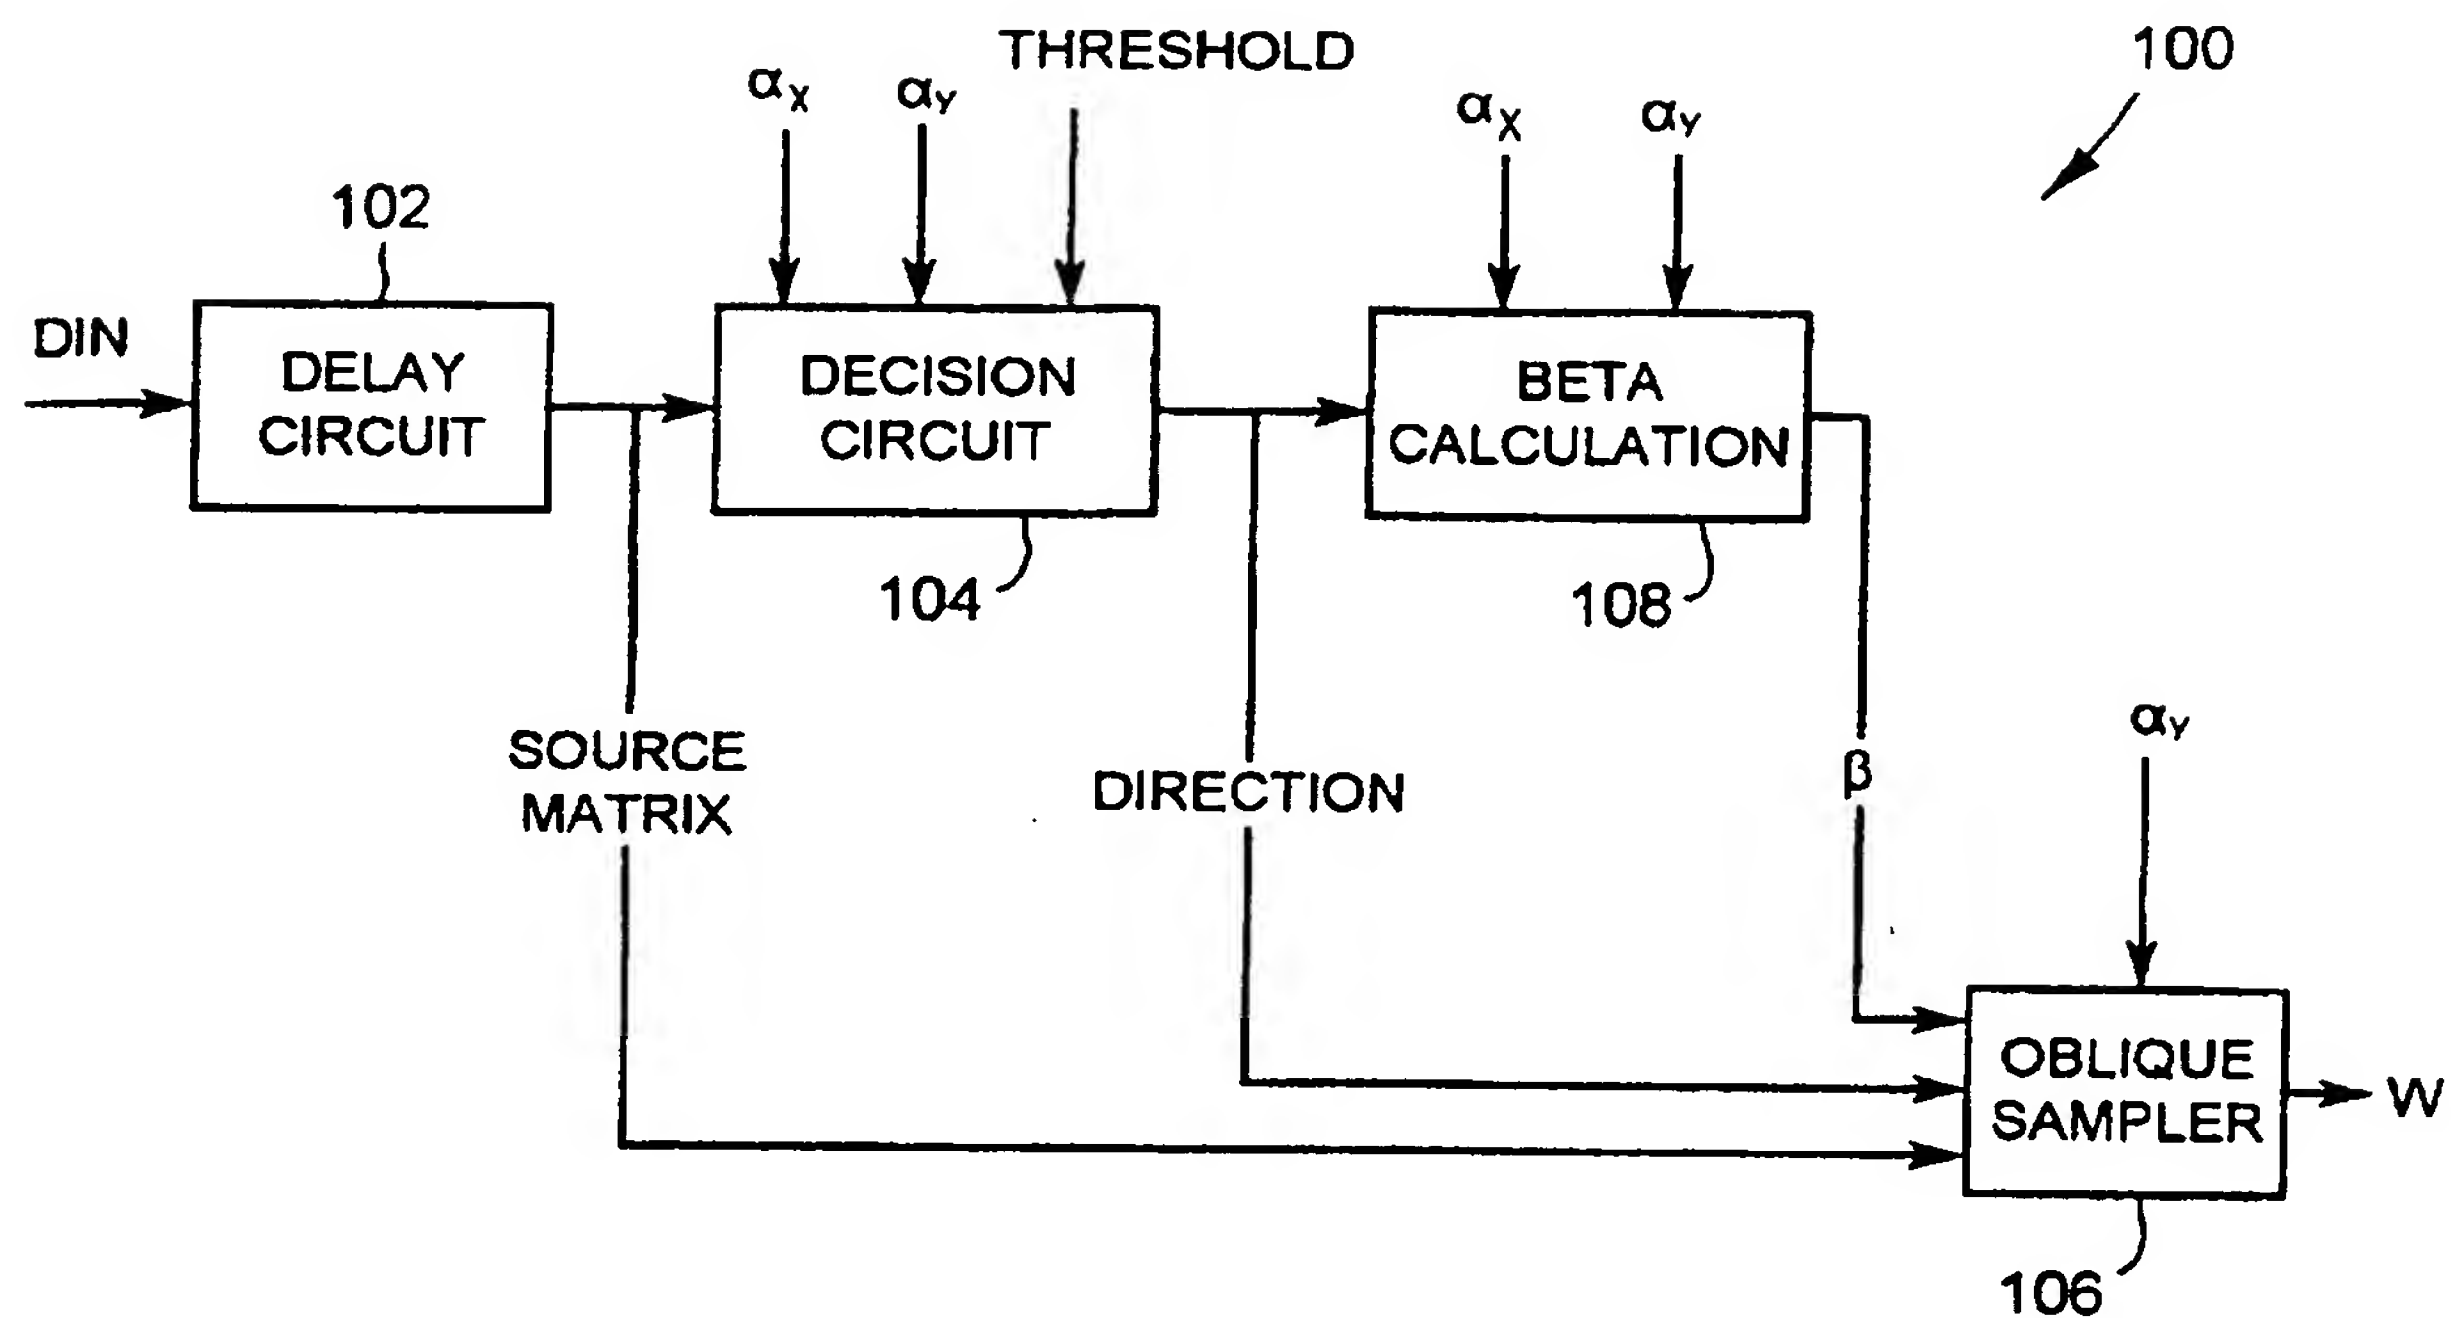 THRESHOLD
100
αX
αY
αX
αY
102
DIN
DELAY
CIRCUIT
DECISION
CIRCUIT
BETA
CALCULATION
104
108
SOURCE
MATRIX
DIRECTION
β
αY
OBLIQUE
SAMPLER
W
106